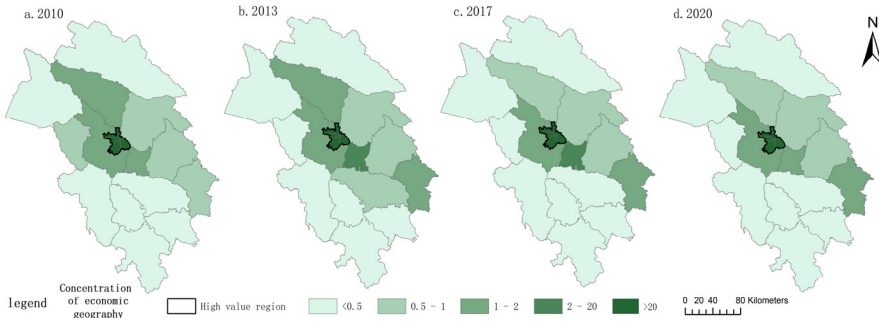 a. 2010
b. 2013
c. 2017
d. 2020
N
legend
Concentration
of economic
geography
High value region
<0.5
0.5 - 1
1 - 2
2 - 20
>20
0 20 40 80 Kilometers